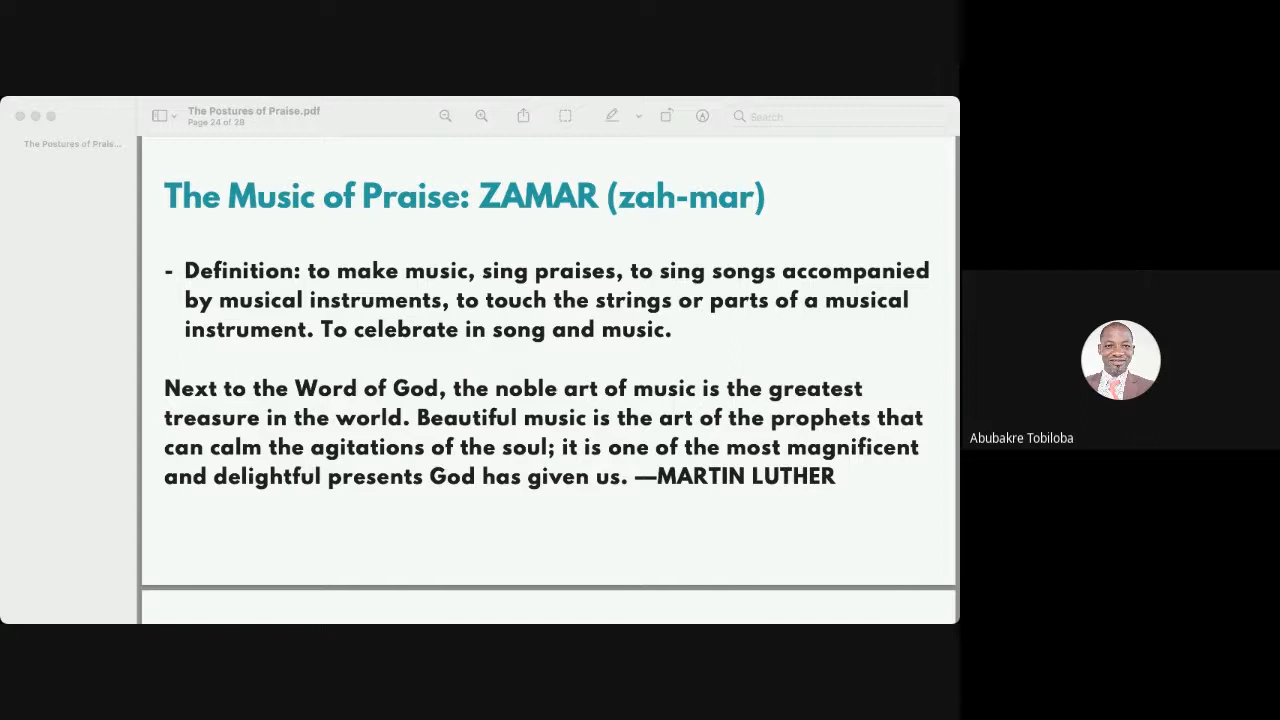 The Postures of Praise.pdf
Page 24 of 28
Search
The Postures of Prais...
The Music of Praise: ZAMAR (zah-mar)
- Definition: to make music, sing praises, to sing songs accompanied
by musical instruments, to touch the strings or parts of a musical
instrument. To celebrate in song and music.
Next to the Word of God, the noble art of music is the greatest
treasure in the world. Beautiful music is the art of the prophets that
can calm the agitations of the soul; it is one of the most magnificent
and delightful presents God has given us. —MARTIN LUTHER
Abubakre Tobiloba